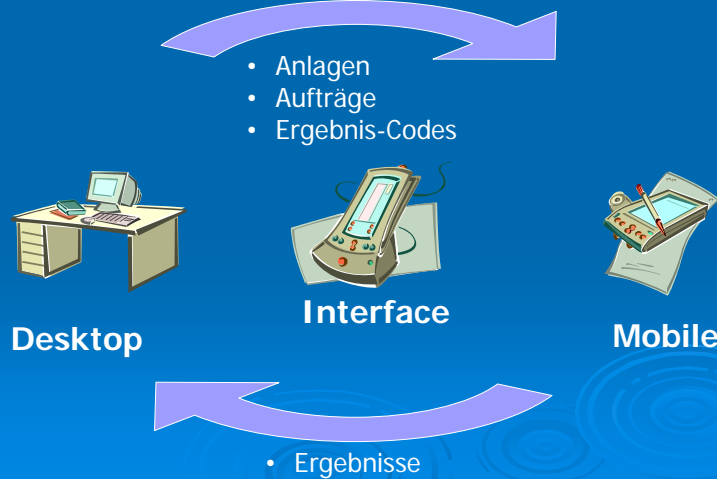 • Anlagen
• Aufträge
• Ergebnis-Codes
Interface
Desktop
Mobile
• Ergebnisse